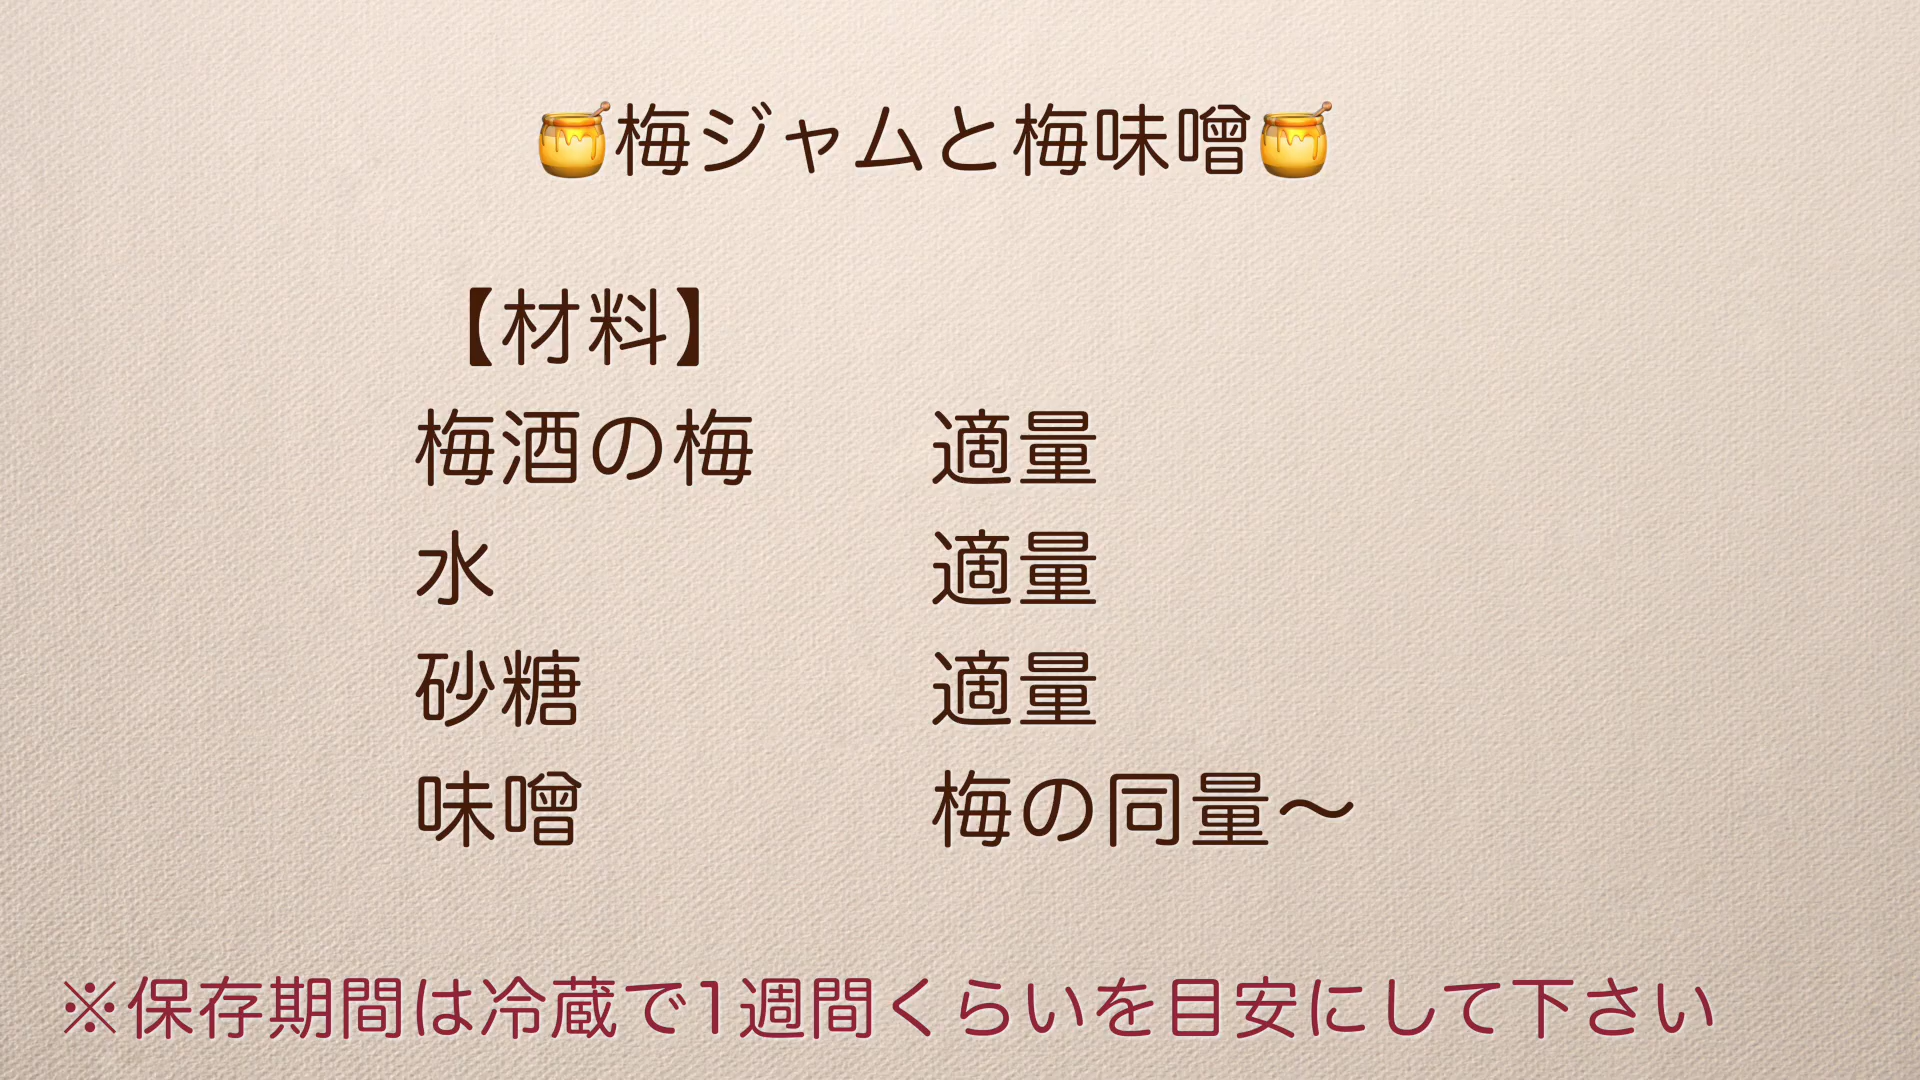 🍯梅ジャムと梅味噌🍯
【材料】
梅酒の梅 適量
水 適量
砂糖 適量
味噌 梅の同量〜
※保存期間は冷蔵で1週間くらいを目安にして下さい